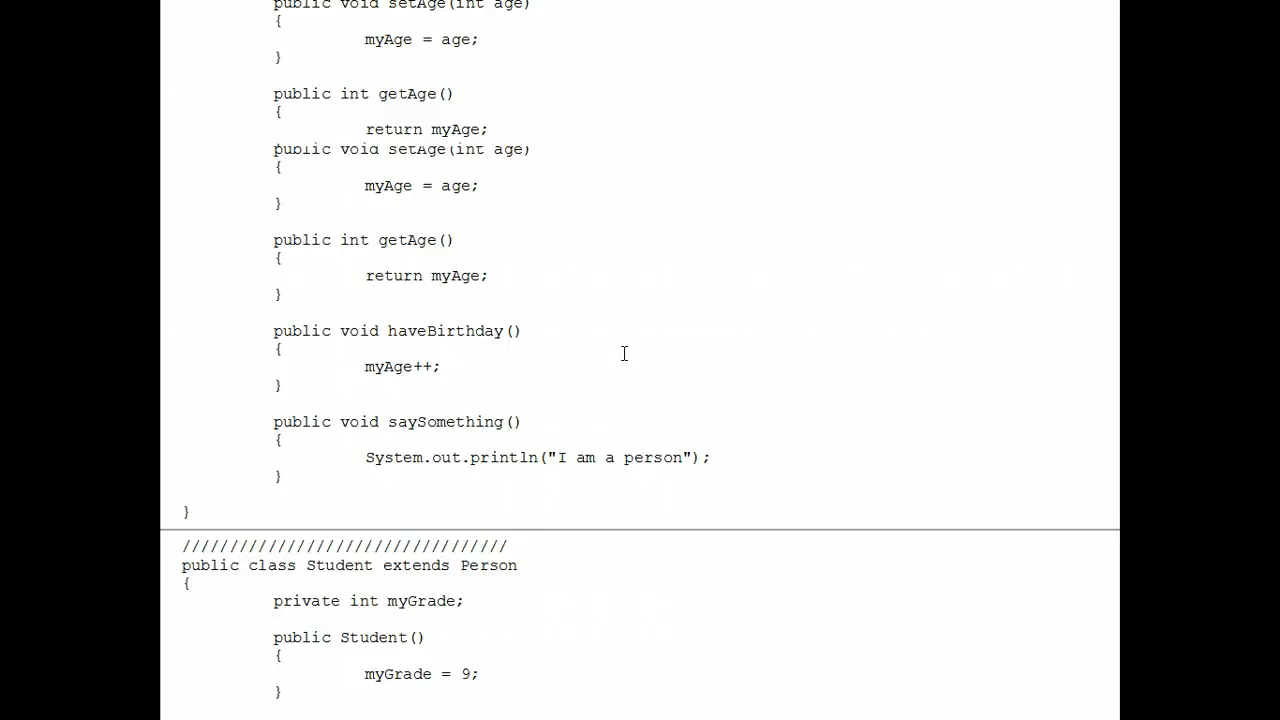 public void setAge(int age)
{
myAge = age;
}
public int getAge()
{
return myAge;
public void setAge(int age)
{
myAge = age;
}
public int getAge()
{
return myAge;
}
public void haveBirthday()
{
myAge++;
}
public void saySomething()
{
System.out.println("I am a person");
}
}
//////////////////////////////////
public class Student extends Person
{
private int myGrade;
public Student()
{
myGrade = 9;
}